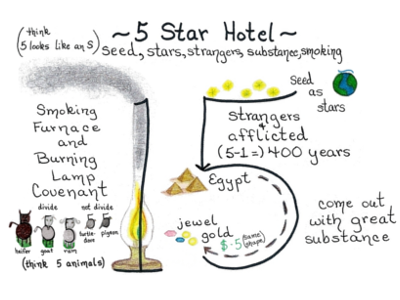 (think
5 looks like an S)
~5 Star Hotel~
seed, stars, strangers, substance, smoking
seed
as
stars
Smoking
Furnace
and
Burning
Lamp
Covenant
divide
not divide
heifer
goat
ram
turtle-
dove
pigeon
(think 5 animals)
strangers
&
afflicted
(5-1=) 400 years
Egypt
jewel
gold
$.5 (same
shape)
come out
with great
substance